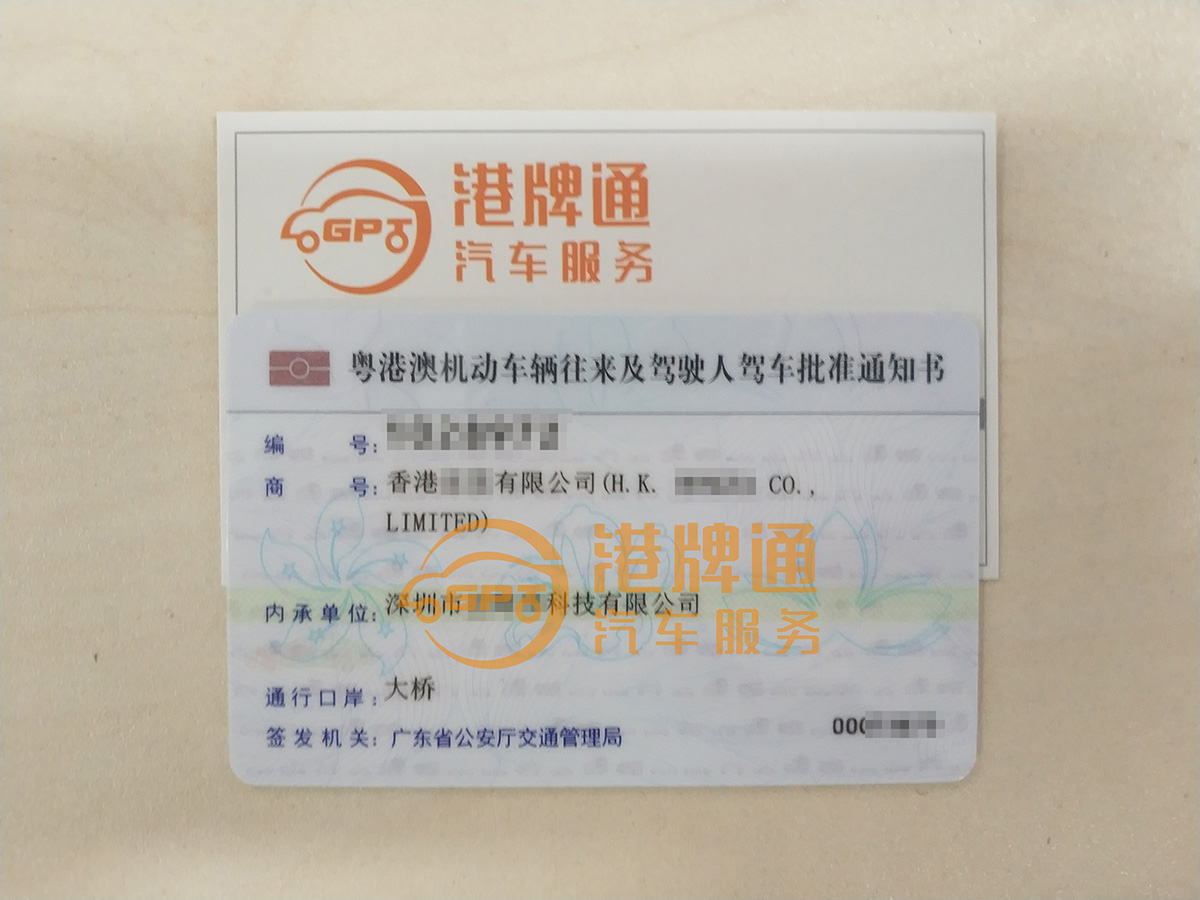 GPT
港牌通
汽车服务
粤港澳机动车辆往来及驾驶人驾车批准通知书
编 号:
商 号: 香港 有限公司(H.K. CO.,
LIMITED)
GPT
港牌通
汽车服务
内承单位: 深圳市 科技有限公司
通行口岸: 大桥
签发机关: 广东省公安厅交通管理局
000